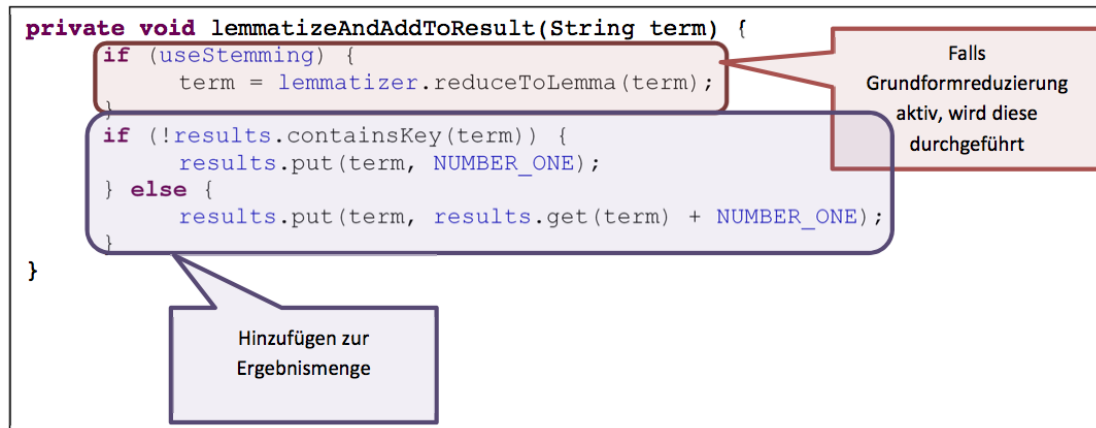 private void lemmatizeAndAddToResult(String term) {
if (useStemming) {
term = lemmatizer.reduceToLemma(term);
}
if (!results.containsKey(term)) {
results.put(term, NUMBER_ONE);
} else {
results.put(term, results.get(term) + NUMBER_ONE);
}
}
Falls
Grundformreduzierung
aktiv, wird diese
durchgeführt
Hinzufügen zur
Ergebnismenge